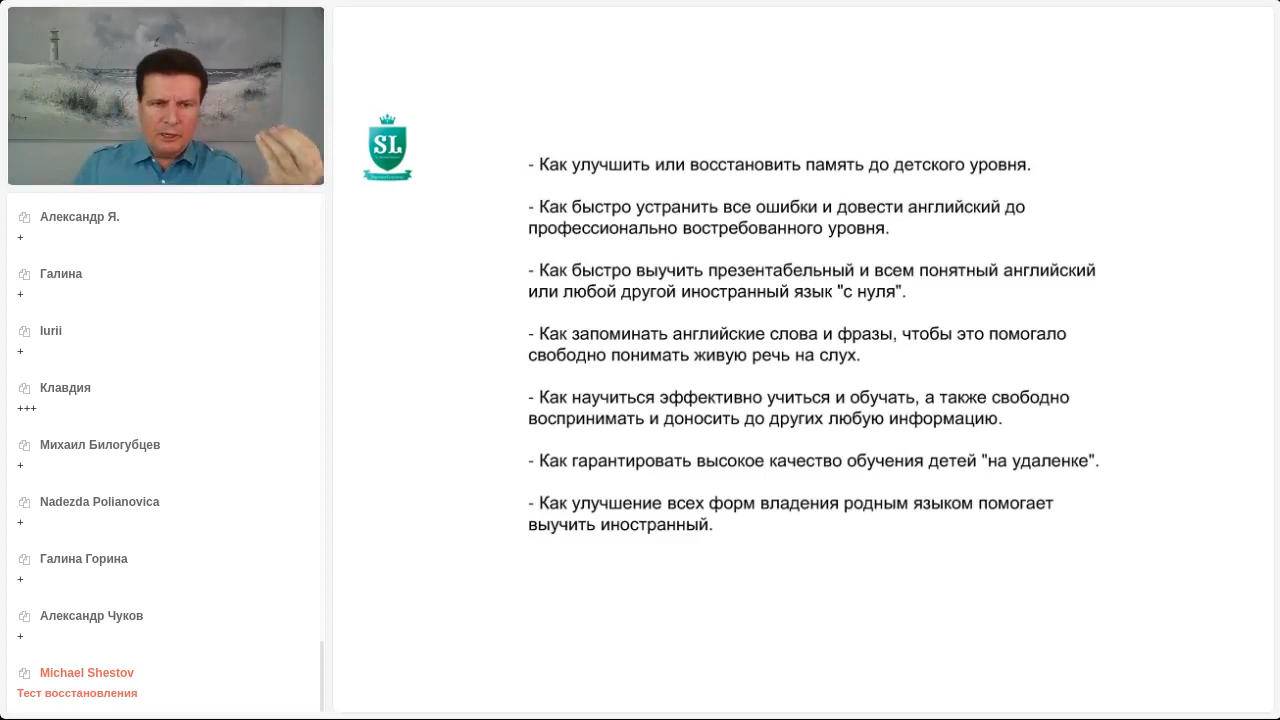 Александр Я.
+
Галина
+
Iurii
+
Клавдия
+++
Михаил Билогубцев
+
Nadezda Polianovica
+
Галина Горина
+
Александр Чуков
+
Michael Shestov
Тест восстановления
SL
- Как улучшить или восстановить память до детского уровня.
- Как быстро устранить все ошибки и довести английский до
профессионально востребованного уровня.
- Как быстро выучить презентабельный и всем понятный английский
или любой другой иностранный язык "с нуля".
- Как запоминать английские слова и фразы, чтобы это помогало
свободно понимать живую речь на слух.
- Как научиться эффективно учиться и обучать, а также свободно
воспринимать и доносить до других любую информацию.
- Как гарантировать высокое качество обучения детей "на удаленке".
- Как улучшение всех форм владения родным языком помогает
выучить иностранный.